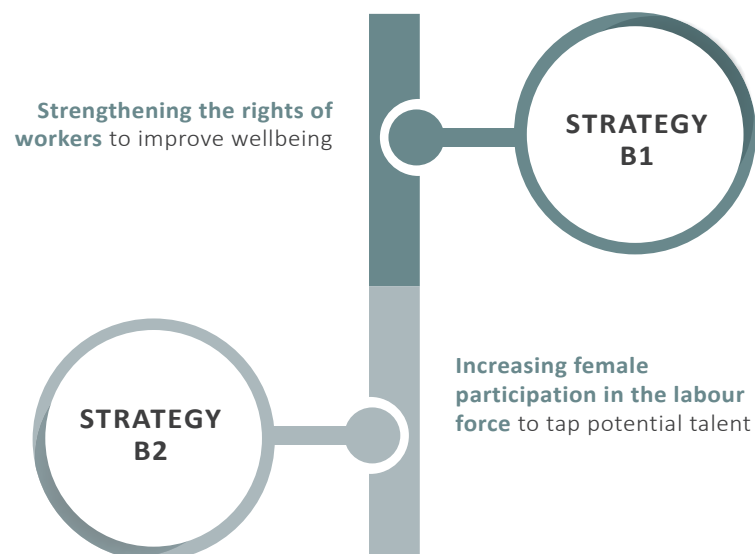 Strengthening the rights of
workers to improve wellbeing
STRATEGY
B1
Increasing female
participation in the labour
force to tap potential talent
STRATEGY
B2